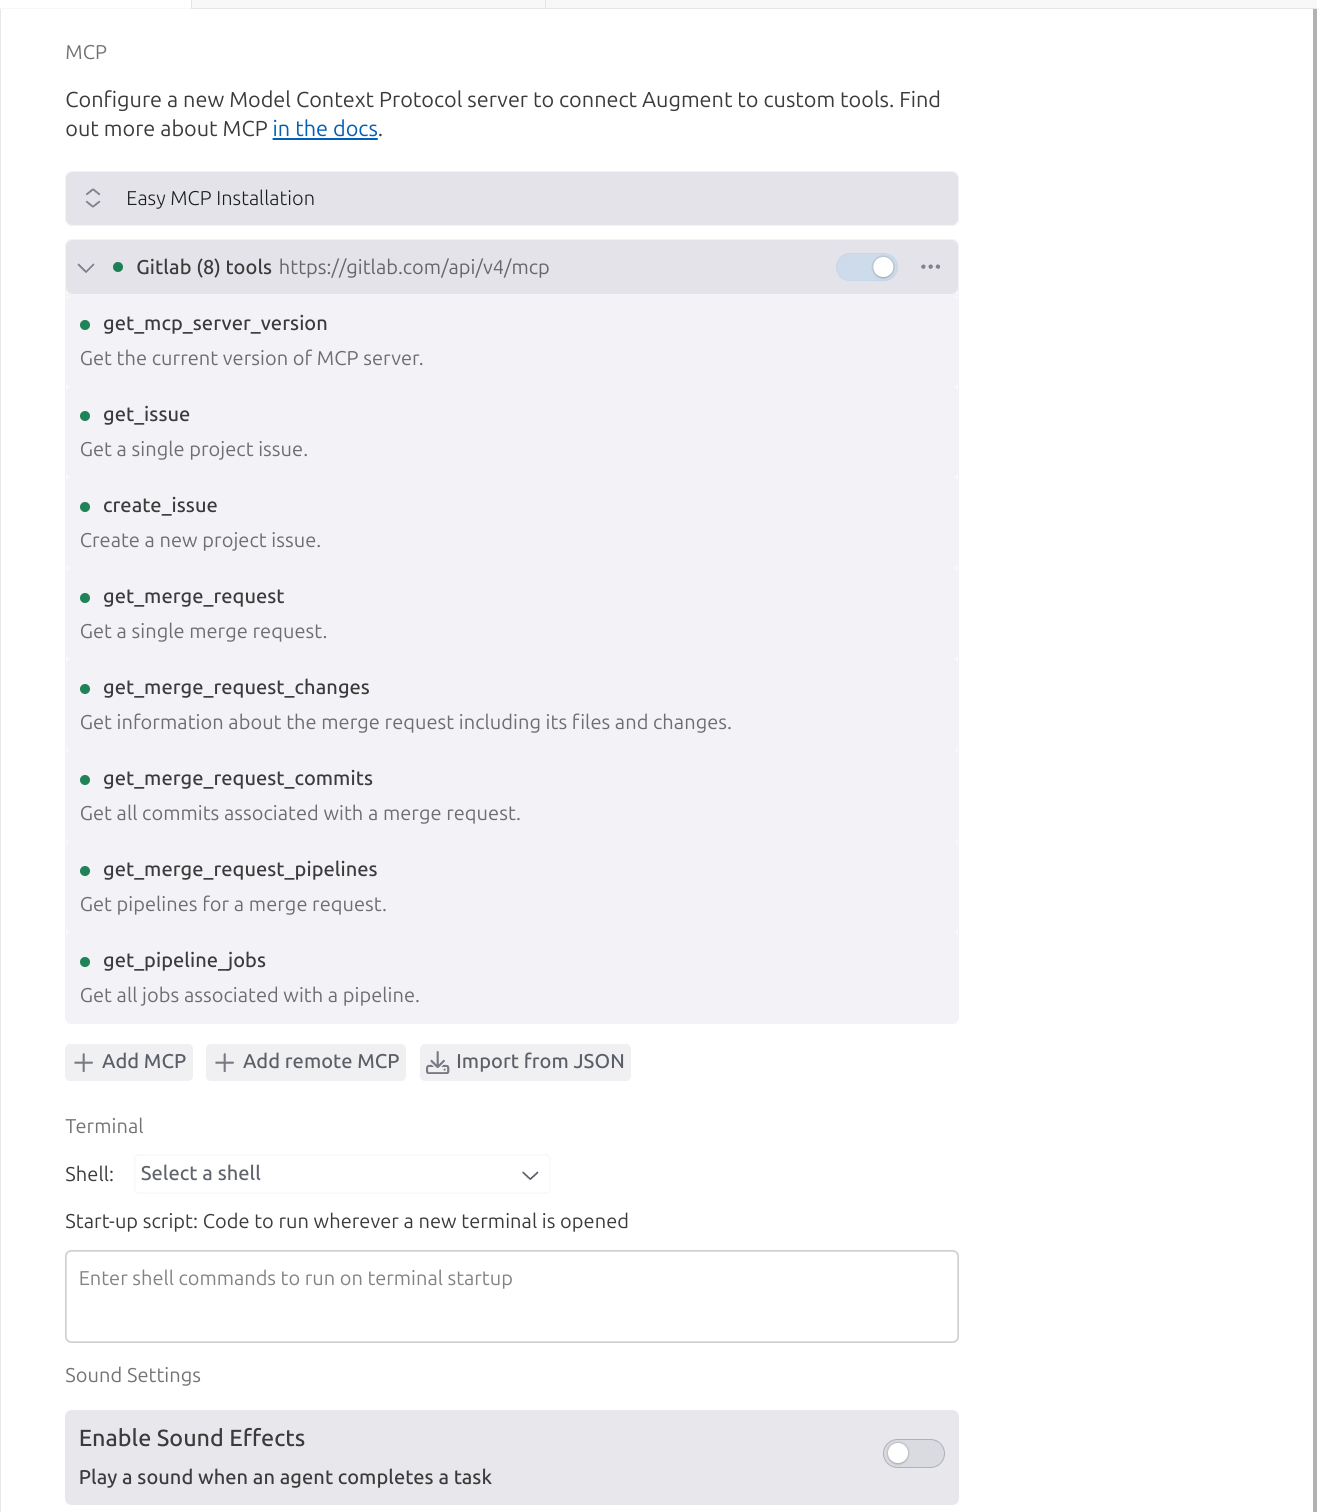 MCP
Configure a new Model Context Protocol server to connect Augment to custom tools. Find
out more about MCP in the docs.
Easy MCP Installation
Gitlab (8) tools https://gitlab.com/api/v4/mcp
get_mcp_server_version
Get the current version of MCP server.
get_issue
Get a single project issue.
create_issue
Create a new project issue.
get_merge_request
Get a single merge request.
get_merge_request_changes
Get information about the merge request including its files and changes.
get_merge_request_commits
Get all commits associated with a merge request.
get_merge_request_pipelines
Get pipelines for a merge request.
get_pipeline_jobs
Get all jobs associated with a pipeline.
Add MCP Add remote MCP Import from JSON
Terminal
Shell: Select a shell
Start-up script: Code to run wherever a new terminal is opened
Enter shell commands to run on terminal startup
Sound Settings
Enable Sound Effects
Play a sound when an agent completes a task